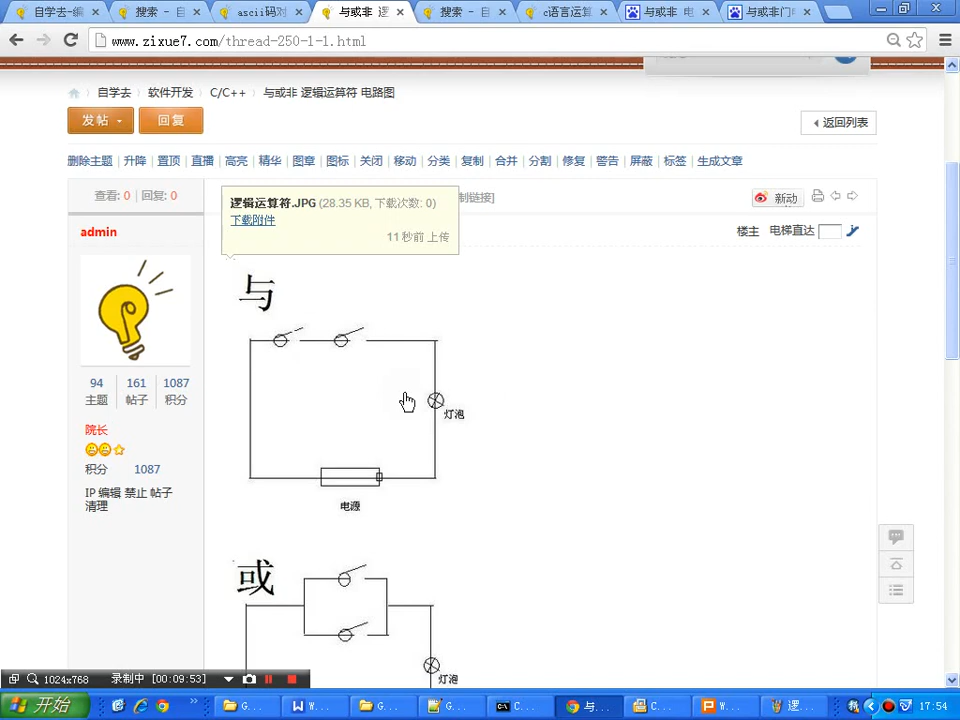 自学去-编
搜索 - 自
ascii码对
与或非 逻
搜索 - 自
c语言运算
与或非 电
与或非门电
www.zixue7.com/thread-250-1-1.html
自学去 软件开发 C/C++ 与或非 逻辑运算符 电路图
发帖
回复
返回列表
删除主题 | 升降 | 置顶 | 直播 | 高亮 | 精华 | 图章 | 图标 | 关闭 | 移动 | 分类 | 复制 | 合并 | 分割 | 修复 | 警告 | 屏蔽 | 标签 | 生成文章
查看: 0 | 回复: 0
制链接]
新动
逻辑运算符.JPG (28.35 KB, 下载次数: 0)
下载附件
11 秒前 上传
楼主 电梯直达
admin
94 161 1087
主题 帖子 积分
院长
积分 1087
IP 编辑 禁止 帖子
清理
与
灯泡
电源
或
灯泡
1024x768 录制中 [00:09:53]
开始
G...
W...
G...
G...
C...
与...
C...
W...
逻...
17:54